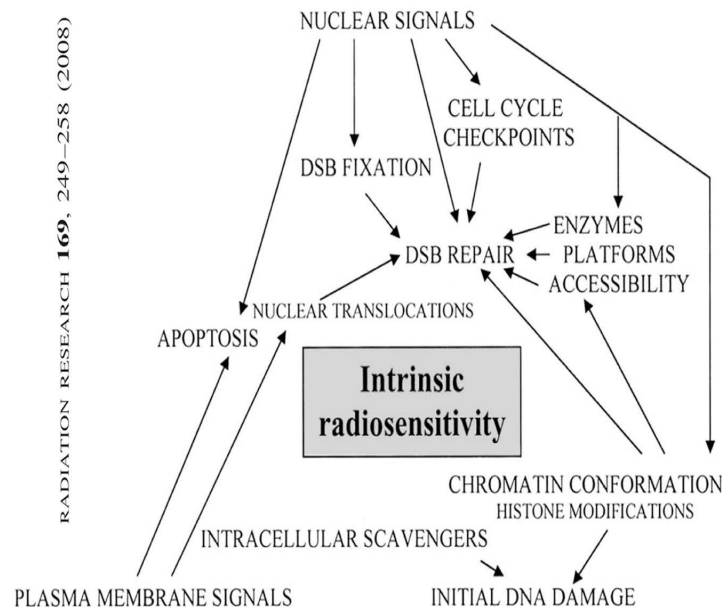 RADIATION RESEARCH 169, 249–258 (2008)
NUCLEAR SIGNALS
CELL CYCLE
CHECKPOINTS
DSB FIXATION
ENZYMES
DSB REPAIR
PLATFORMS
ACCESSIBILITY
NUCLEAR TRANSLOCATIONS
APOPTOSIS
Intrinsic
radiosensitivity
CHROMATIN CONFORMATION
HISTONE MODIFICATIONS
INTRACELLULAR SCAVENGERS
PLASMA MEMBRANE SIGNALS
INITIAL DNA DAMAGE